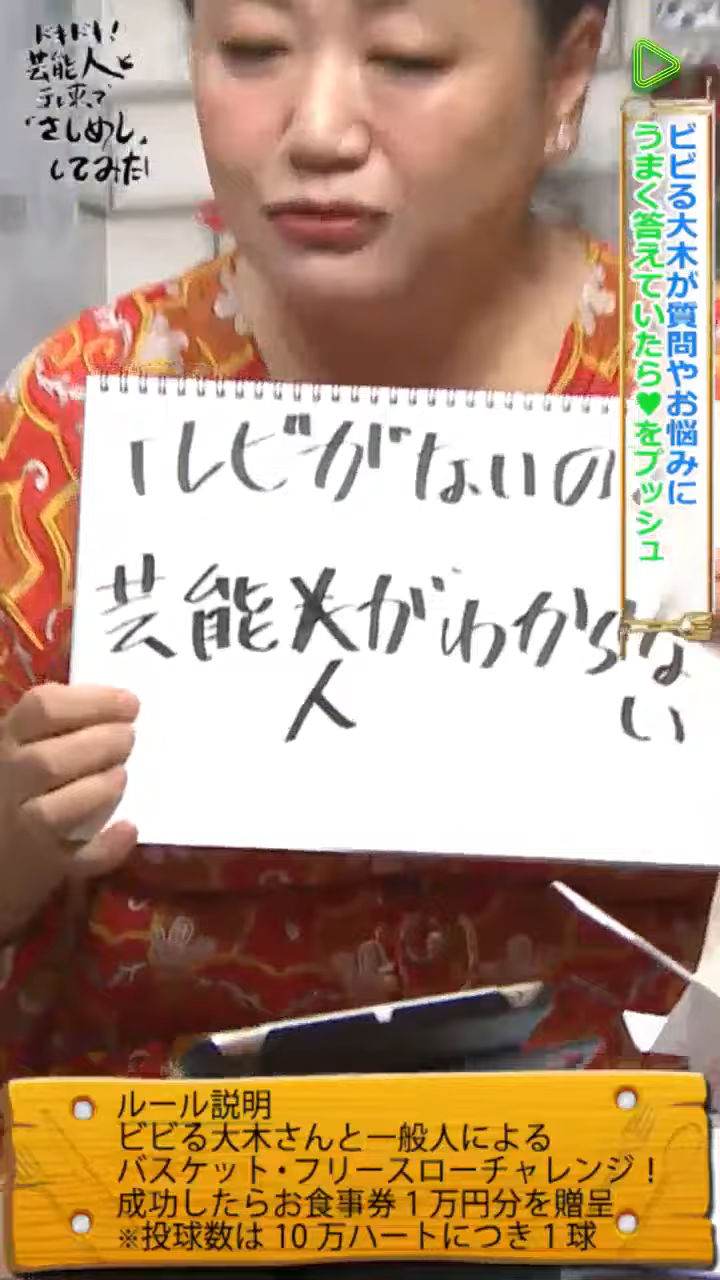 ドキドキ!
芸能人と
テレ東で
「さしめし」
してみた!
ビビる大木が質問やお悩みに
うまく答えていたら♥をプッシュ
ルビがないの
芸能人がわからない
ルール説明
ビビる大木さんと一般人による
バスケット・フリースローチャレンジ!
成功したらお食事券1万円分を贈呈
※投球数は10万ハートにつき1球